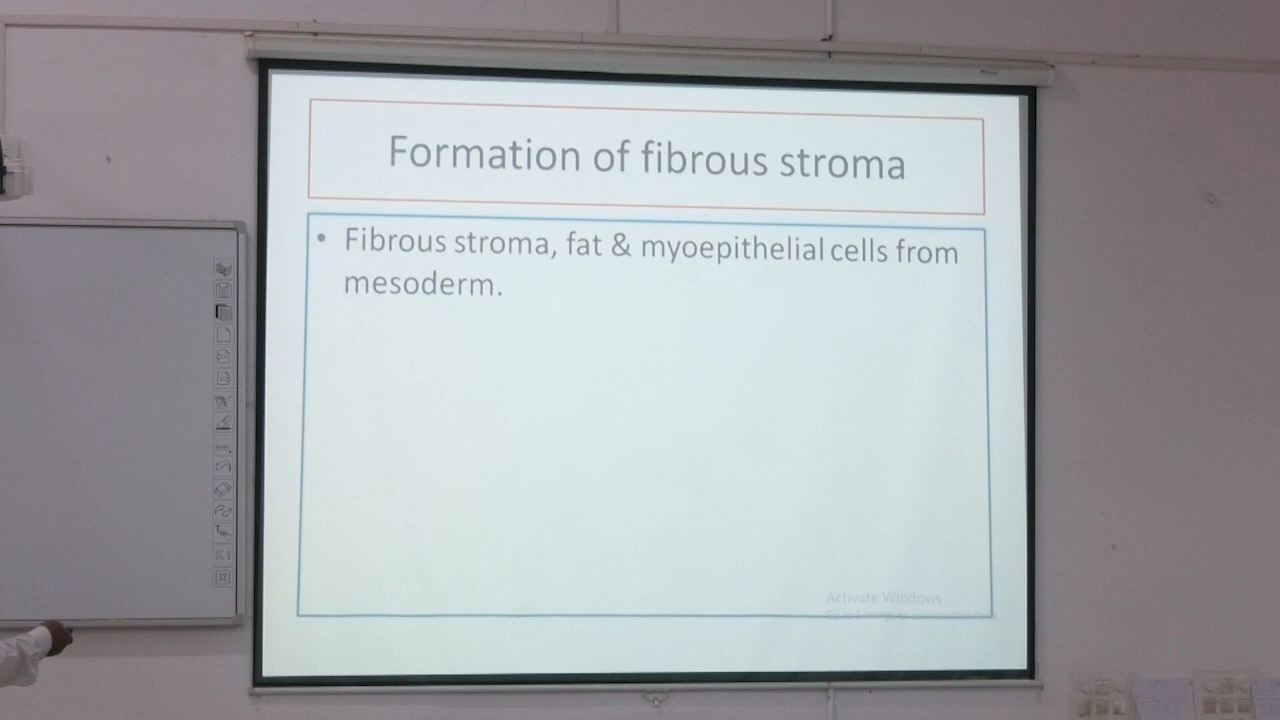 Formation of fibrous stroma
• Fibrous stroma, fat & myoepithelial cells from
mesoderm.
Activate Windows